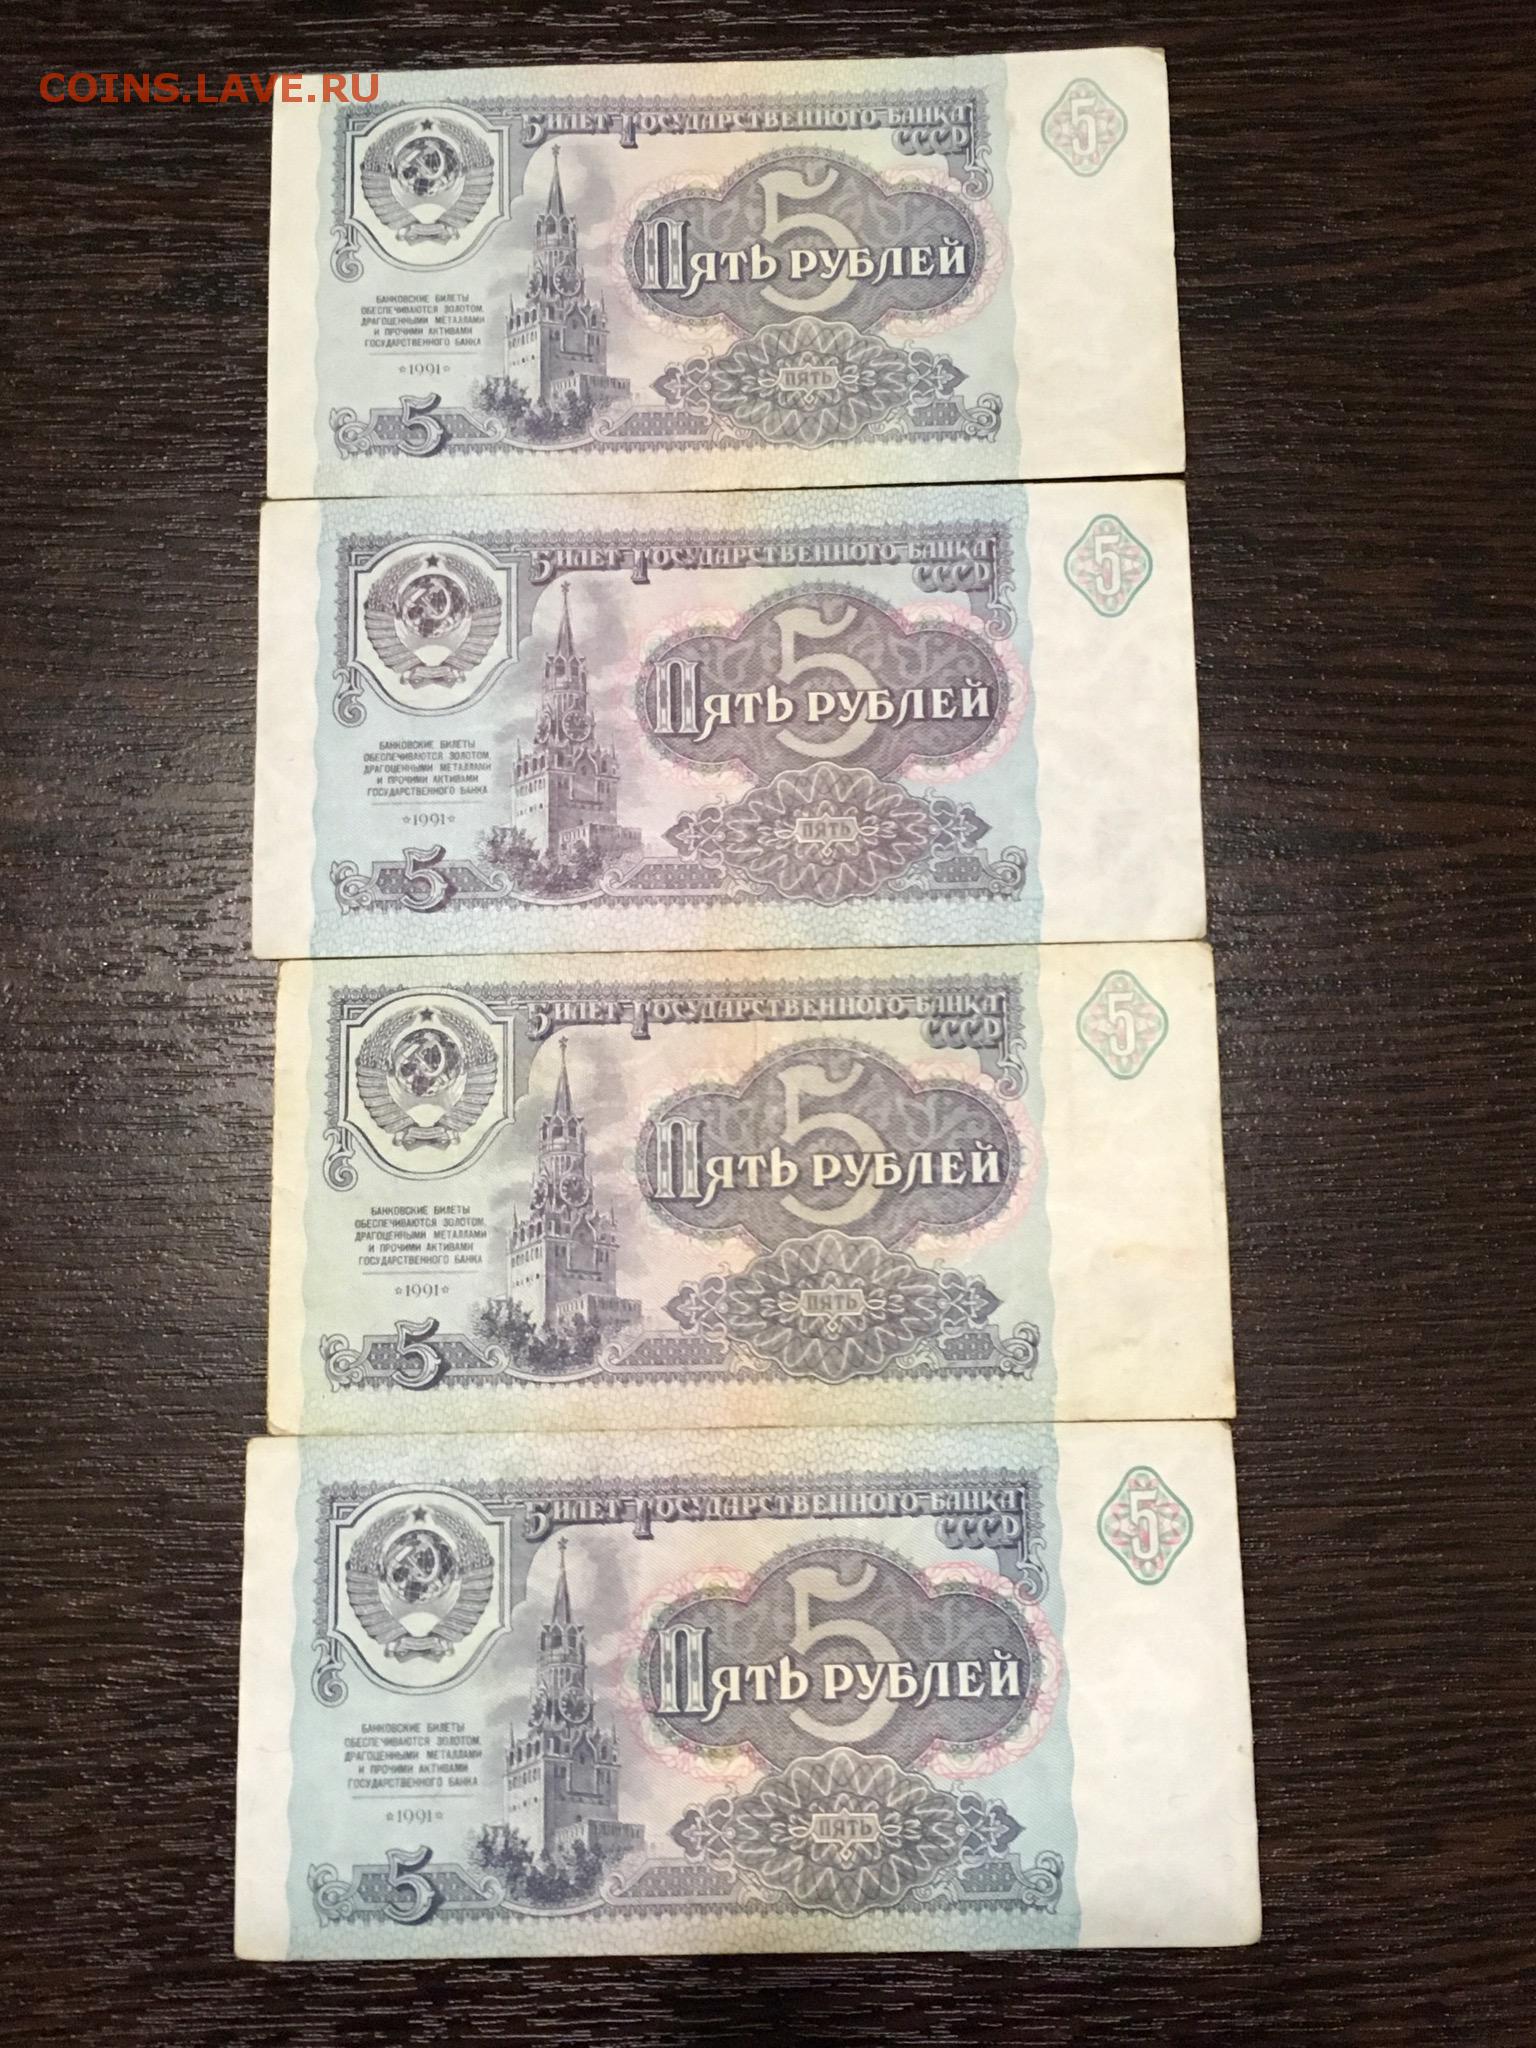 COINS.LAVE.RU
БИЛЕТ ГОСУДАРСТВЕННОГО БАНКА
СССР
5
5
ПЯТЬ РУБЛЕЙ
БАНКОВСКИЕ БИЛЕТЫ
ОБЕСПЕЧИВАЮТСЯ ЗОЛОТОМ,
ДРАГОЦЕННЫМИ МЕТАЛЛАМИ
И ПРОЧИМИ АКТИВАМИ
ГОСУДАРСТВЕННОГО БАНКА
1991
ПЯТЬ
5
БИЛЕТ ГОСУДАРСТВЕННОГО БАНКА
СССР
5
5
ПЯТЬ РУБЛЕЙ
БАНКОВСКИЕ БИЛЕТЫ
ОБЕСПЕЧИВАЮТСЯ ЗОЛОТОМ,
ДРАГОЦЕННЫМИ МЕТАЛЛАМИ
И ПРОЧИМИ АКТИВАМИ
ГОСУДАРСТВЕННОГО БАНКА
1991
ПЯТЬ
5
БИЛЕТ ГОСУДАРСТВЕННОГО БАНКА
СССР
5
5
ПЯТЬ РУБЛЕЙ
БАНКОВСКИЕ БИЛЕТЫ
ОБЕСПЕЧИВАЮТСЯ ЗОЛОТОМ,
ДРАГОЦЕННЫМИ МЕТАЛЛАМИ
И ПРОЧИМИ АКТИВАМИ
ГОСУДАРСТВЕННОГО БАНКА
1991
ПЯТЬ
5
БИЛЕТ ГОСУДАРСТВЕННОГО БАНКА
СССР
5
5
ПЯТЬ РУБЛЕЙ
БАНКОВСКИЕ БИЛЕТЫ
ОБЕСПЕЧИВАЮТСЯ ЗОЛОТОМ,
ДРАГОЦЕННЫМИ МЕТАЛЛАМИ
И ПРОЧИМИ АКТИВАМИ
ГОСУДАРСТВЕННОГО БАНКА
1991
ПЯТЬ
5